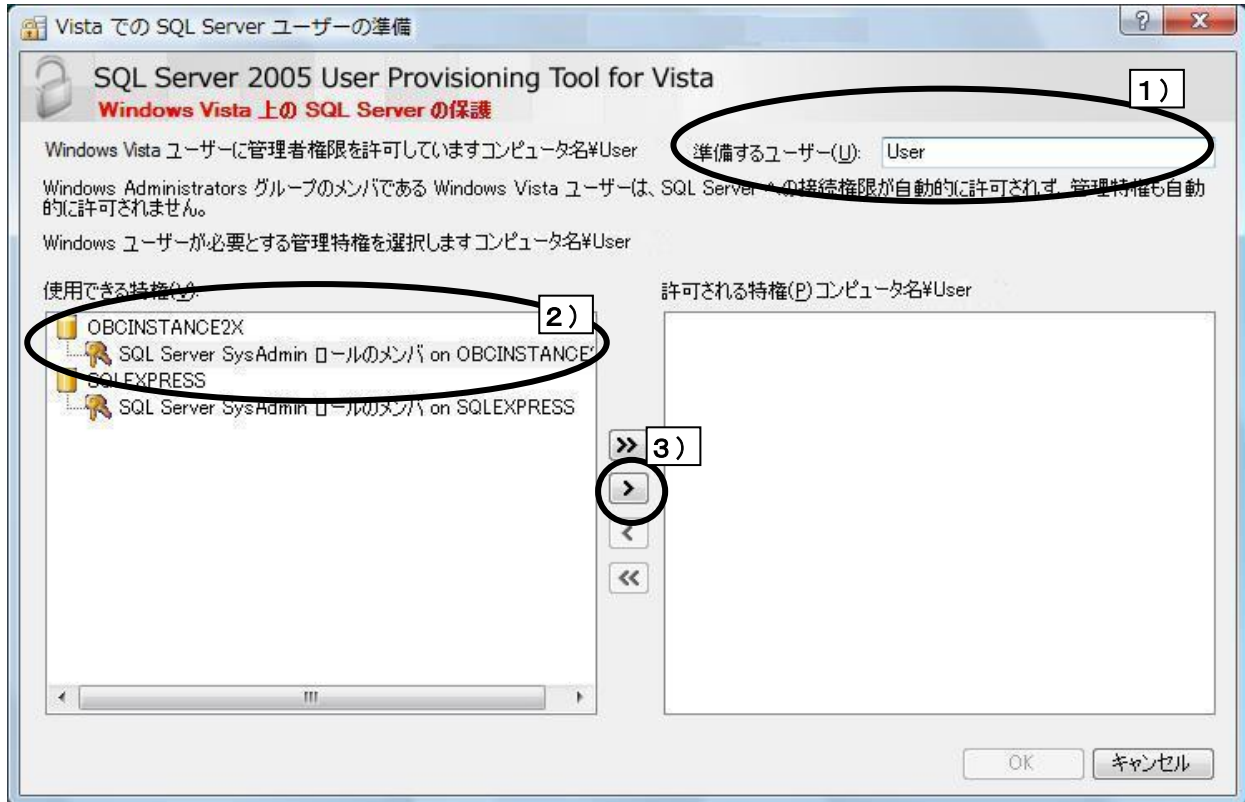 Vista での SQL Server ユーザーの準備
SQL Server 2005 User Provisioning Tool for Vista
Windows Vista 上の SQL Server の保護
1）
Windows Vista ユーザーに管理者権限を許可していますコンピュータ名¥User
準備するユーザー(U): User
Windows Administrators グループのメンバである Windows Vista ユーザーは、SQL Server への接続権限が自動的に許可されず、管理特権も自動
的に許可されません。
Windows ユーザーが必要とする管理特権を選択しますコンピュータ名¥User
使用できる特権(V):
許可される特権(P) コンピュータ名¥User
2）
OBCINSTANCE2X
SQL Server SysAdmin ロールのメンバ on OBCINSTANCE
SQLEXPRESS
SQL Server SysAdmin ロールのメンバ on SQLEXPRESS
3）
OK
キャンセル